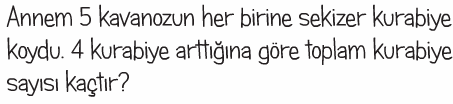 Annem 5 kavanozun her birine sekizer kurabiye
koydu. 4 kurabiye arttığına göre toplam kurabiye
sayısı kaçtır?